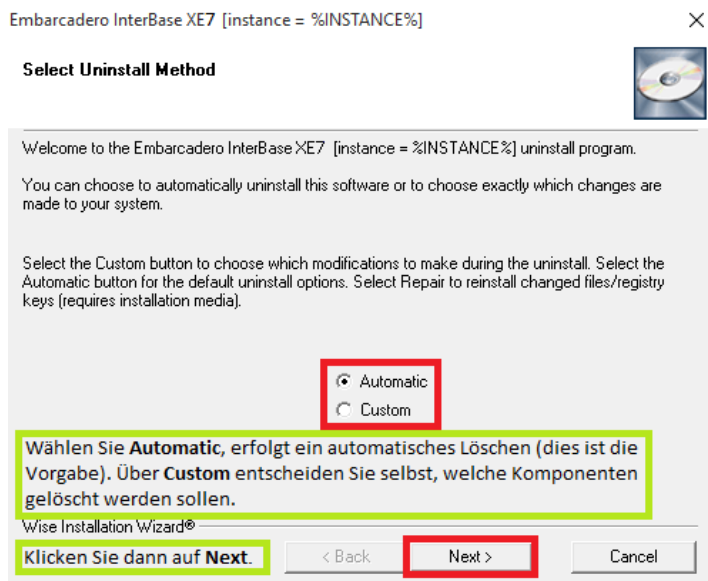 Embarcadero InterBase XE7 [instance = %INSTANCE%]
Select Uninstall Method
Welcome to the Embarcadero InterBase XE7 [instance = %INSTANCE%] uninstall program.
You can choose to automatically uninstall this software or to choose exactly which changes are
made to your system.
Select the Custom button to choose which modifications to make during the uninstall. Select the
Automatic button for the default uninstall options. Select Repair to reinstall changed files/registry
keys (requires installation media).
Automatic
Custom
Wählen Sie Automatic, erfolgt ein automatisches Löschen (dies ist die
Vorgabe). Über Custom entscheiden Sie selbst, welche Komponenten
gelöscht werden sollen.
Wise Installation Wizard®
Klicken Sie dann auf Next.
< Back
Next >
Cancel